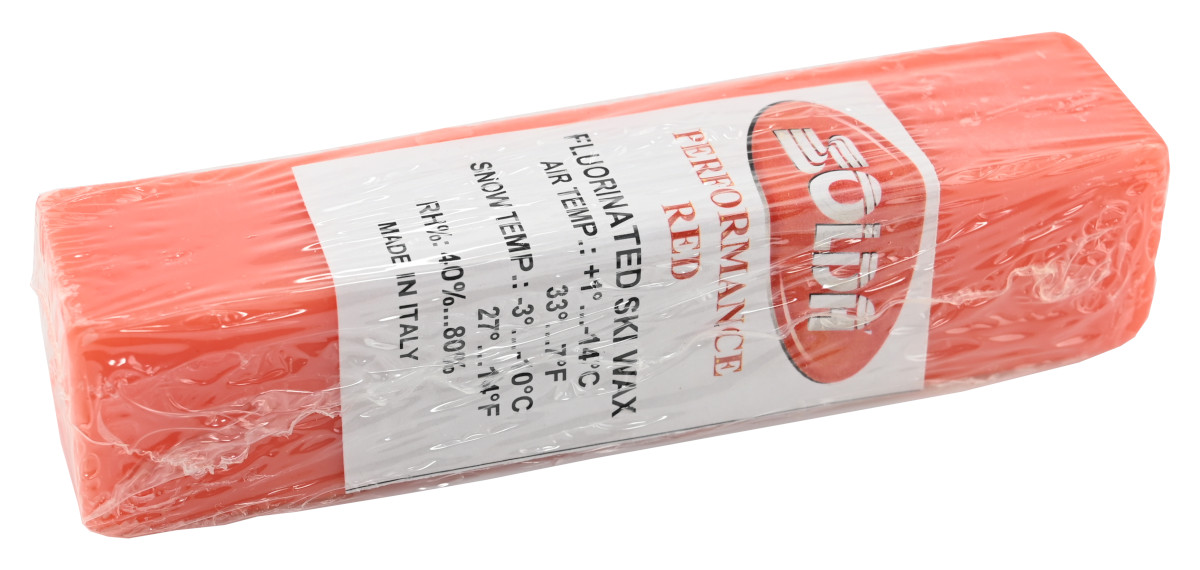 SOLDA
PERFORMANCE
RED
FLUORINATED SKI WAX
AIR TEMP.: +1°...-14°C
33°...7°F
SNOW TEMP.: -3°...-10°C
27°...14°F
RH%: 40%...80%
MADE IN ITALY